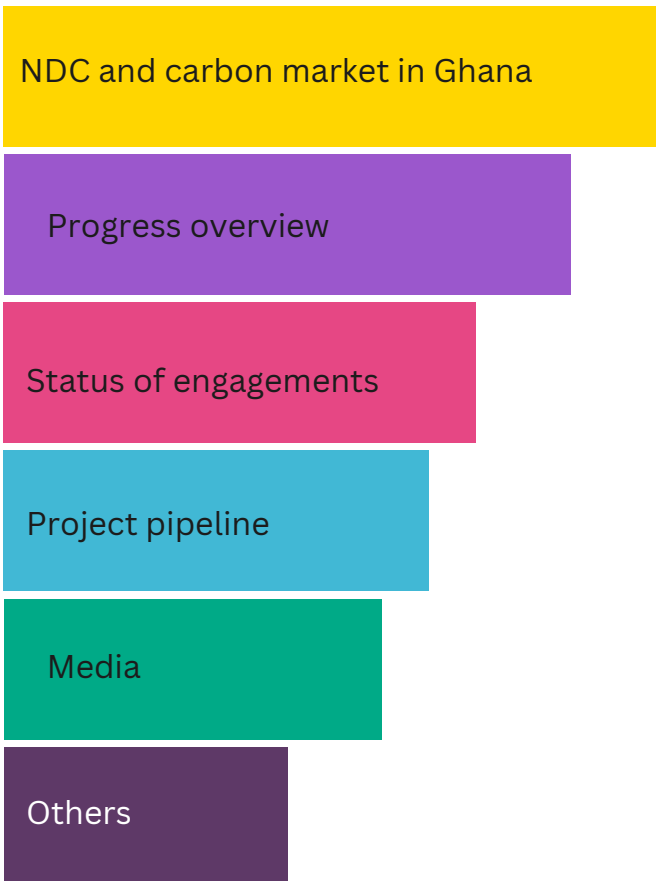 NDC and carbon market in Ghana
Progress overview
Status of engagements
Project pipeline
Media
Others